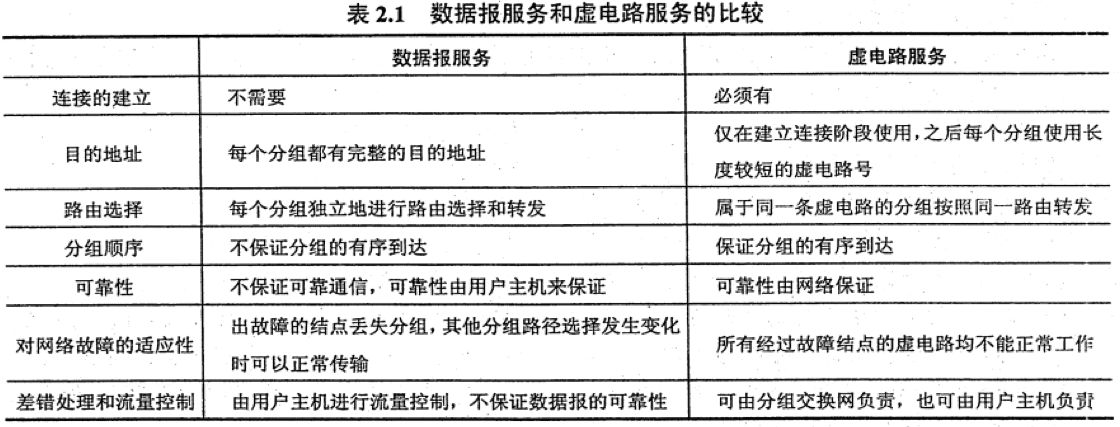 表 2.1 数据报服务和虚电路服务的比较
数据报服务 虚电路服务
连接的建立 不需要 必须有
目的地址 每个分组都有完整的目的地址 仅在建立连接阶段使用，之后每个分组使用长
度较短的虚电路号
路由选择 每个分组独立地进行路由选择和转发 属于同一条虚电路的分组按照同一路由转发
分组顺序 不保证分组的有序到达 保证分组的有序到达
可靠性 不保证可靠通信，可靠性由用户主机来保证 可靠性由网络保证
对网络故障的适应性 出故障的结点丢失分组，其他分组路径选择发生变化
时可以正常传输 所有经过故障结点的虚电路均不能正常工作
差错处理和流量控制 由用户主机进行流量控制，不保证数据报的可靠性 可由分组交换网负责，也可由用户主机负责